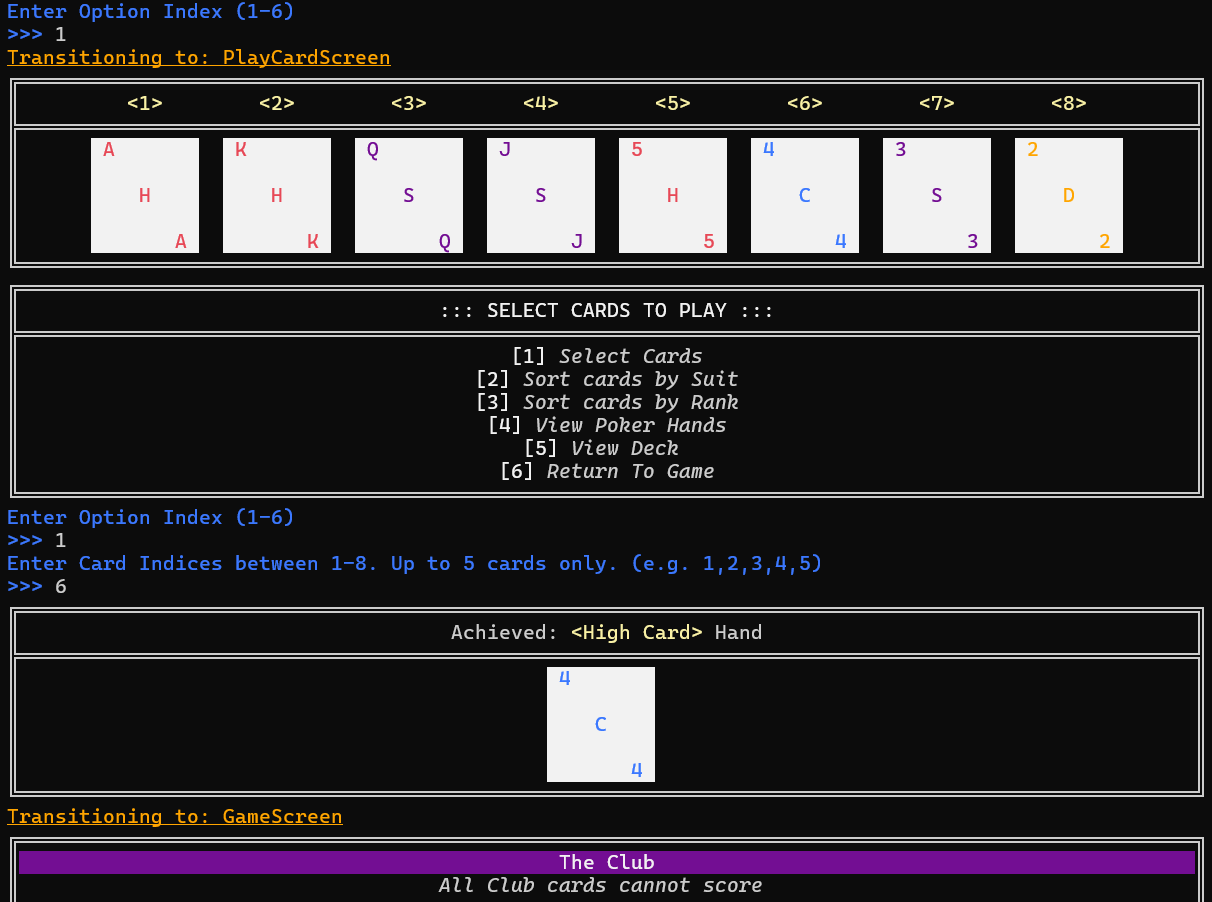 Enter Option Index (1-6)
>>> 1
Transitioning to: PlayCardScreen
<1> <2> <3> <4> <5> <6> <7> <8>
A K Q J 5 4 3 2
H H S S H C S D
A K Q J 5 4 3 2
::: SELECT CARDS TO PLAY :::
[1] Select Cards
[2] Sort cards by Suit
[3] Sort cards by Rank
[4] View Poker Hands
[5] View Deck
[6] Return To Game
Enter Option Index (1-6)
>>> 1
Enter Card Indices between 1-8. Up to 5 cards only. (e.g. 1,2,3,4,5)
>>> 6
Achieved: <High Card> Hand
4
C
4
Transitioning to: GameScreen
The Club
All Club cards cannot score